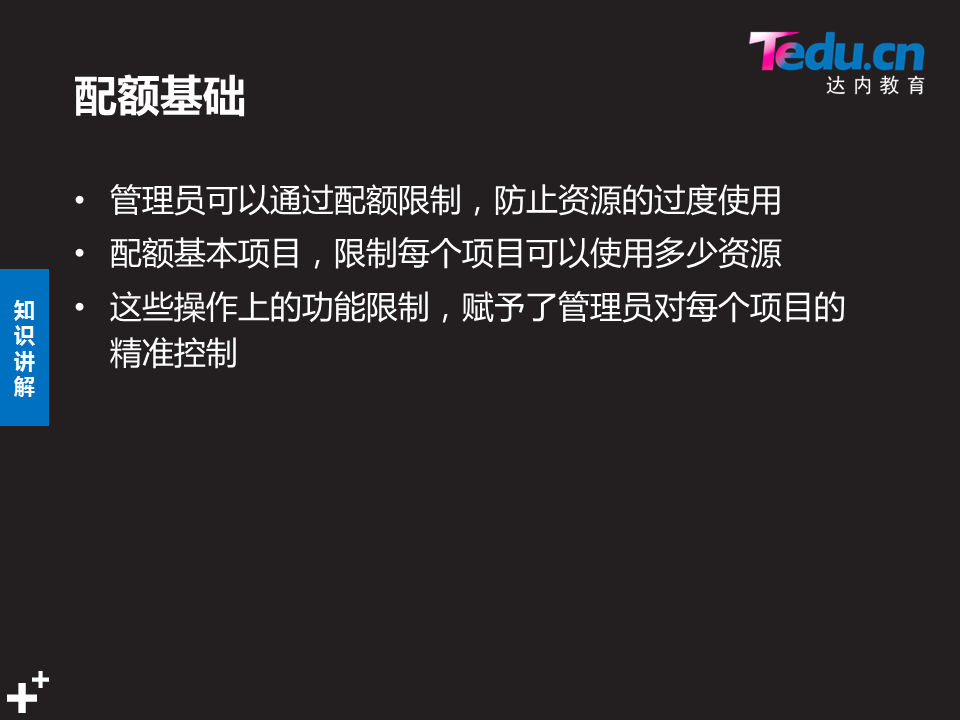 Tedu.cn
达内教育
配额基础
• 管理员可以通过配额限制，防止资源的过度使用
• 配额基本项目，限制每个项目可以使用多少资源
• 这些操作上的功能限制，赋予了管理员对每个项目的
精准控制
知
识
讲
解